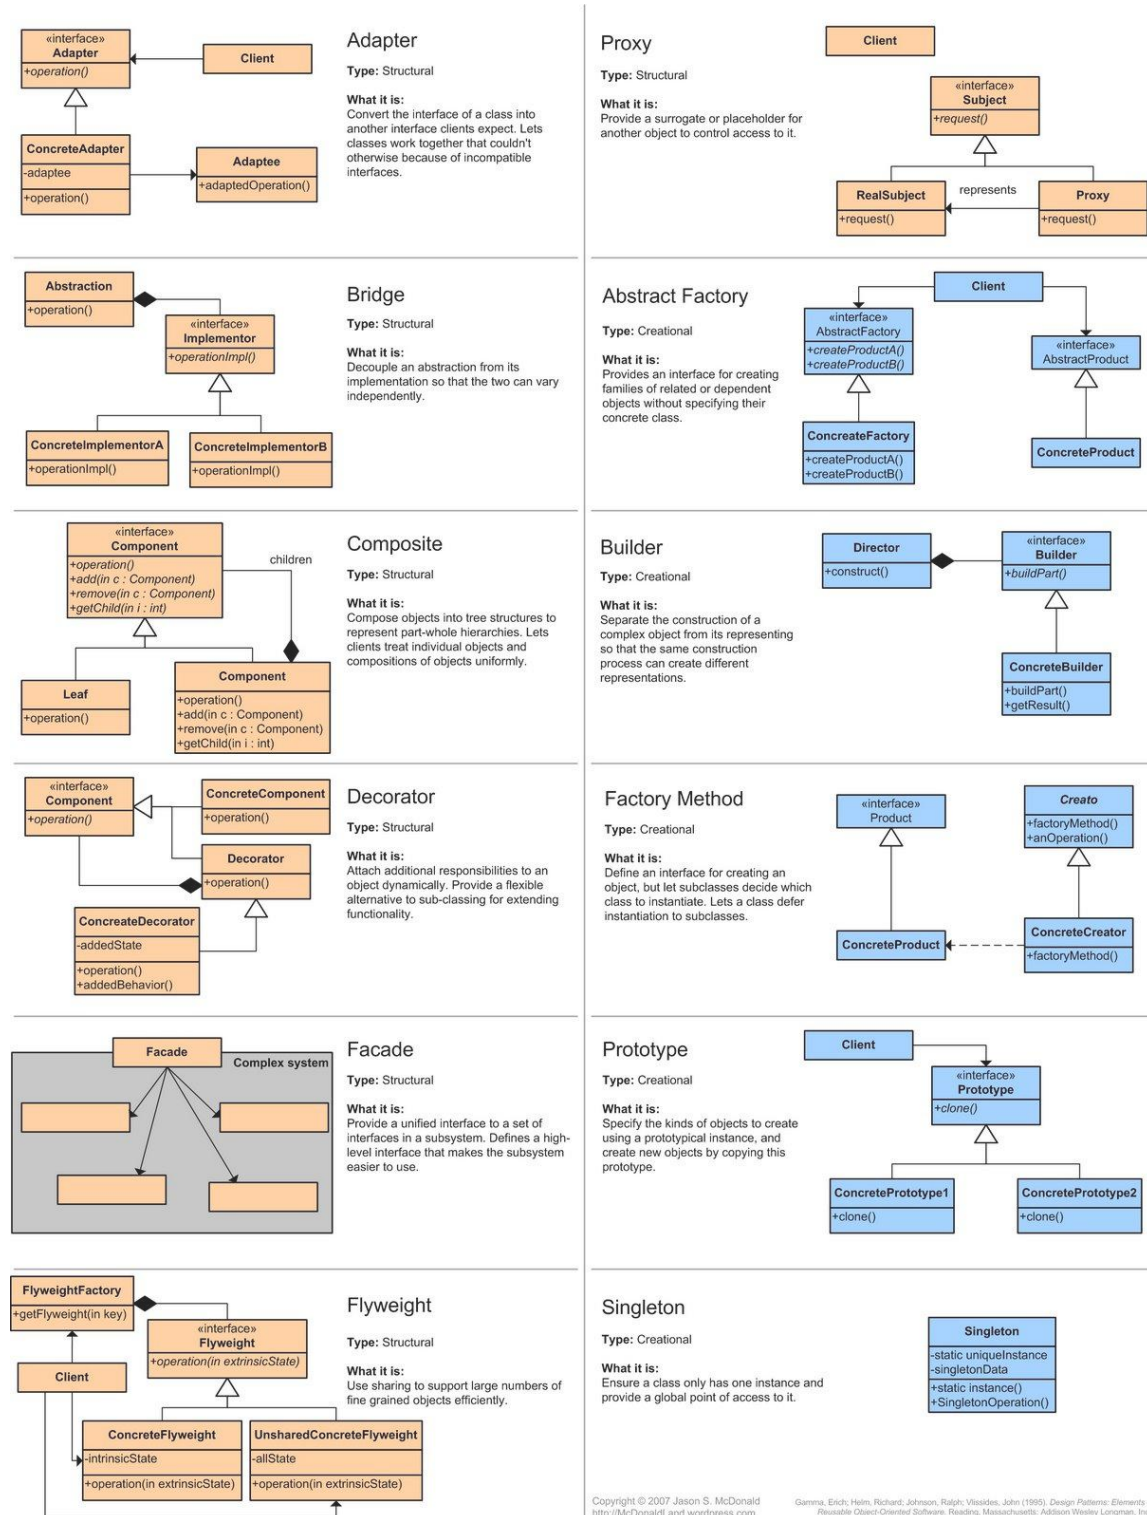 Adapter
Type: Structural
What it is:
Convert the interface of a class into
another interface clients expect. Lets
classes work together that couldn't
otherwise because of incompatible
interfaces.
«interface»
Adapter
+operation()
Client
ConcreteAdapter
-adaptee
+operation()
Adaptee
+adaptedOperation()
Proxy
Type: Structural
What it is:
Provide a surrogate or placeholder for
another object to control access to it.
Client
«interface»
Subject
+request()
RealSubject
+request()
represents
Proxy
+request()
Bridge
Type: Structural
What it is:
Decouple an abstraction from its
implementation so that the two can vary
independently.
Abstraction
+operation()
«interface»
Implementor
+operationImpl()
ConcreteImplementorA
+operationImpl()
ConcreteImplementorB
+operationImpl()
Abstract Factory
Type: Creational
What it is:
Provides an interface for creating
families of related or dependent
objects without specifying their
concrete class.
Client
«interface»
AbstractFactory
+createProductA()
+createProductB()
«interface»
AbstractProduct
ConcreateFactory
+createProductA()
+createProductB()
ConcreteProduct
Composite
Type: Structural
What it is:
Compose objects into tree structures to
represent part-whole hierarchies. Lets
clients treat individual objects and
compositions of objects uniformly.
«interface»
Component
+operation()
+add(in c : Component)
+remove(in c : Component)
+getChild(in i : int)
children
Leaf
+operation()
Component
+operation()
+add(in c : Component)
+remove(in c : Component)
+getChild(in i : int)
Builder
Type: Creational
What it is:
Separate the construction of a
complex object from its representing
so that the same construction
process can create different
representations.
Director
+construct()
«interface»
Builder
+buildPart()
ConcreteBuilder
+buildPart()
+getResult()
Decorator
Type: Structural
What it is:
Attach additional responsibilities to an
object dynamically. Provide a flexible
alternative to sub-classing for extending
functionality.
«interface»
Component
+operation()
ConcreteComponent
+operation()
Decorator
+operation()
ConcreateDecorator
-addedState
+operation()
+addedBehavior()
Factory Method
Type: Creational
What it is:
Define an interface for creating an
object, but let subclasses decide which
class to instantiate. Lets a class defer
instantiation to subclasses.
«interface»
Product
Creato
+factoryMethod()
+anOperation()
ConcreteProduct
ConcreteCreator
+factoryMethod()
Facade
Type: Structural
What it is:
Provide a unified interface to a set of
interfaces in a subsystem. Defines a high-
level interface that makes the subsystem
easier to use.
Facade
Complex system
Prototype
Type: Creational
What it is:
Specify the kinds of objects to create
using a prototypical instance, and
create new objects by copying this
prototype.
Client
«interface»
Prototype
+clone()
ConcretePrototype1
+clone()
ConcretePrototype2
+clone()
Flyweight
Type: Structural
What it is:
Use sharing to support large numbers of
fine grained objects efficiently.
FlyweightFactory
+getFlyweight(in key)
«interface»
Flyweight
+operation(in extrinsicState)
Client
ConcreteFlyweight
-intrinsicState
+operation(in extrinsicState)
UnsharedConcreteFlyweight
-allState
+operation(in extrinsicState)
Singleton
Type: Creational
What it is:
Ensure a class only has one instance and
provide a global point of access to it.
Singleton
-static uniqueInstance
-singletonData
+static instance()
+SingletonOperation()
Copyright © 2007 Jason S. McDonald
http://McDonaldLand.wordpress.com
Gamma, Erich; Helm, Richard; Johnson, Ralph; Vlissides, John (1995). Design Patterns: Elements
Reusable Object-Oriented Software. Reading, Massachusetts: Addison Wesley Longman, Inc